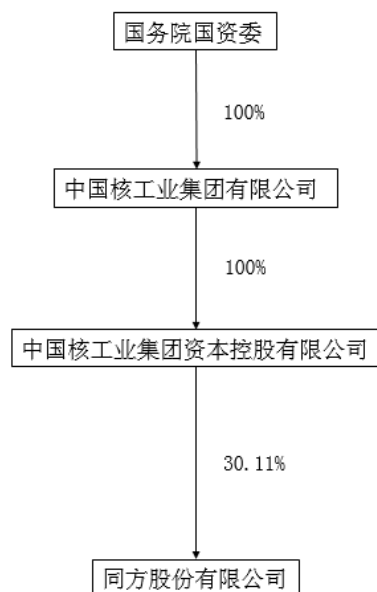 国务院国资委
100%
中国核工业集团有限公司
100%
中国核工业集团资本控股有限公司
30.11%
同方股份有限公司